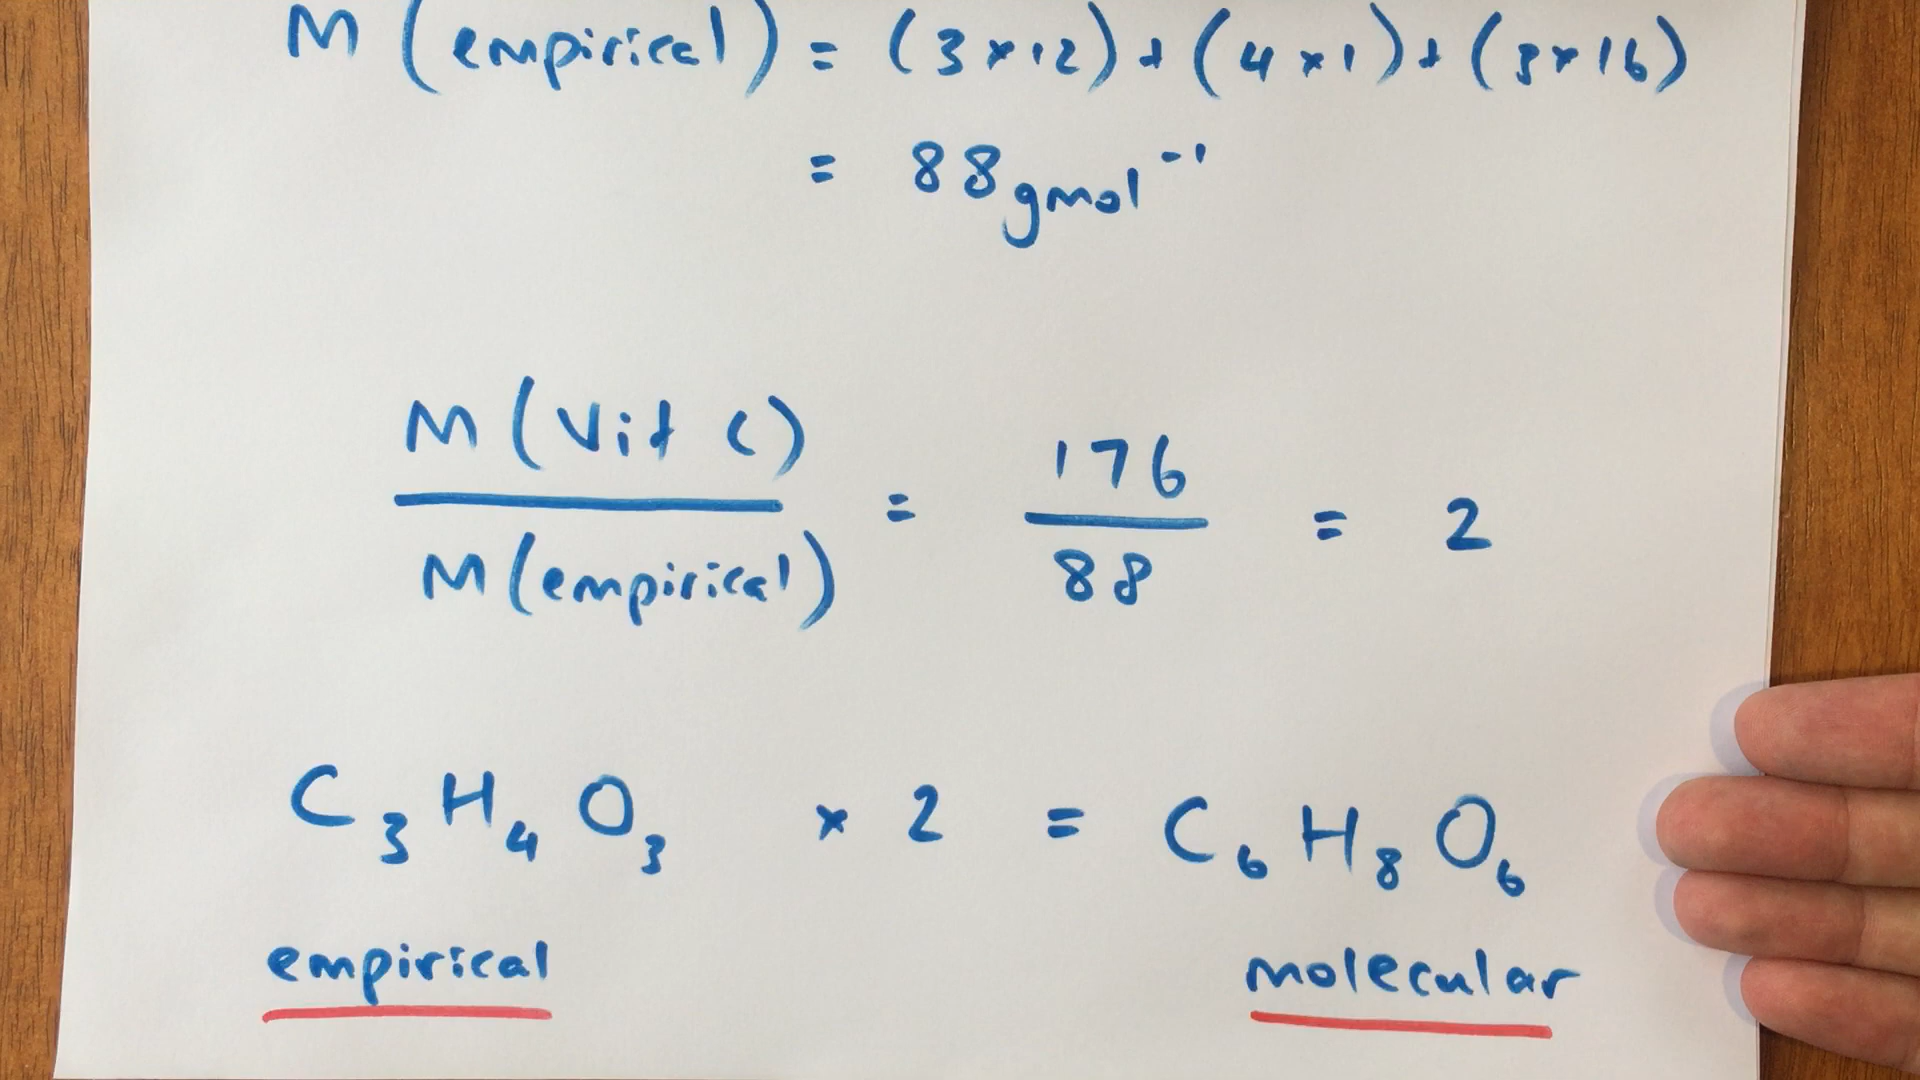 M (empirical) = (3 × 12) + (4 × 1) + (3 × 16)
= 88 gmol⁻¹
M (Vit C) / M (empirical) = 176 / 88 = 2
C₃H₄O₃ × 2 = C₆H₈O₆
empirical molecular